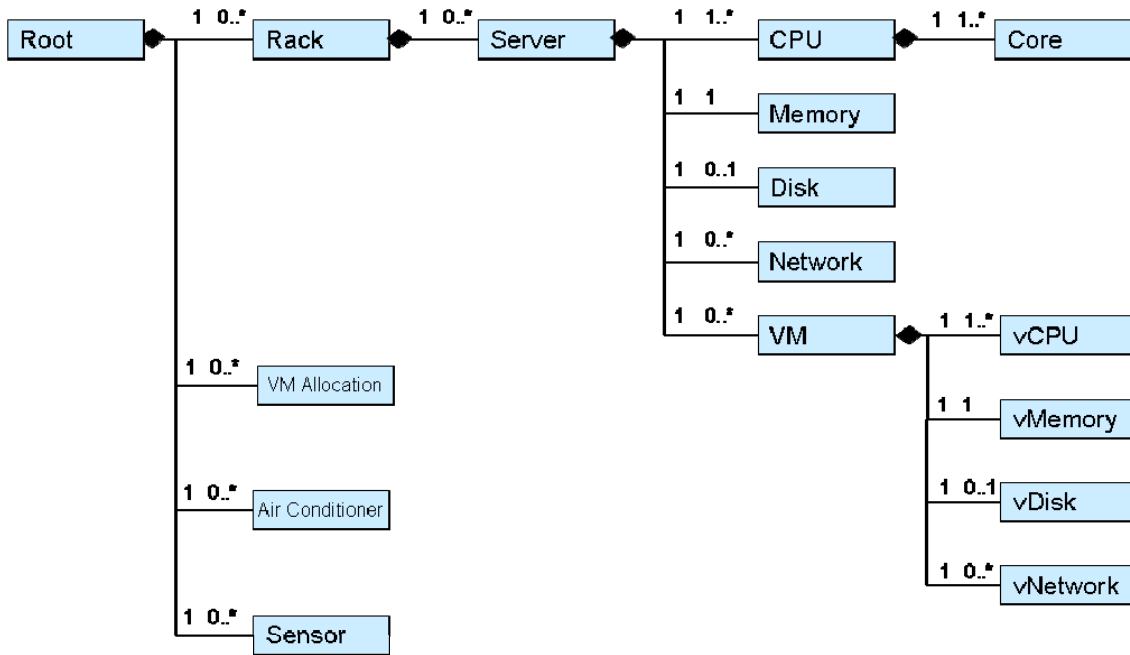 1 0..* 1 0..* 1 1..* 1 1..*
Root Rack Server CPU Core
1 1
Memory
1 0..1
Disk
1 0..*
Network
1 0..* 1 1..*
VM vCPU
1 0..*
VM Allocation
1 1
vMemory
1 0..* 1 0..1
Air Conditioner vDisk
1 0..*
vNetwork
1 0..*
Sensor